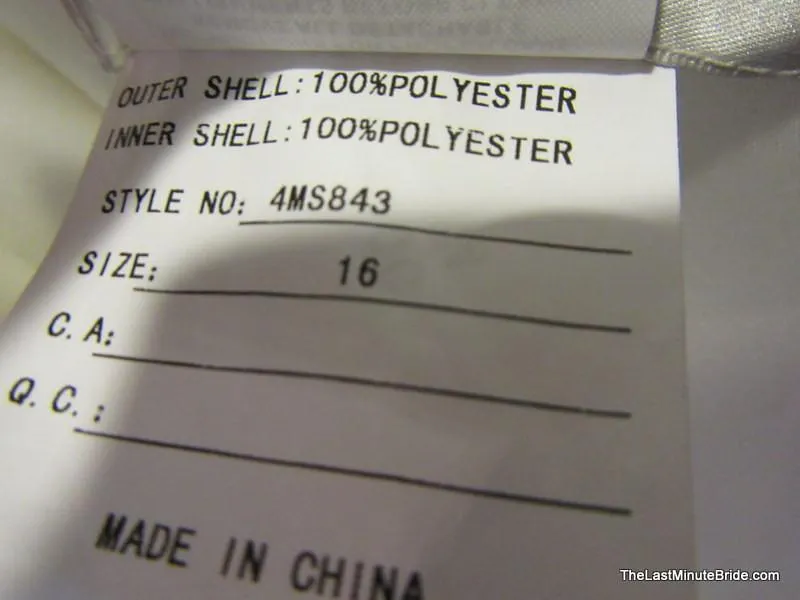 OUTER SHELL:100%POLYESTER
INNER SHELL:100%POLYESTER
STYLE NO: 4MS843
SIZE: 16
C.A:
Q.C.:
MADE IN CHINA
TheLastMinuteBride.com